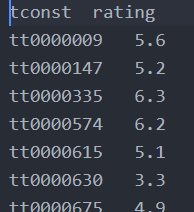 tconst  rating
tt0000009  5.6
tt0000147  5.2
tt0000335  6.3
tt0000574  6.2
tt0000615  5.1
tt0000630  3.3
tt0000675  4.9